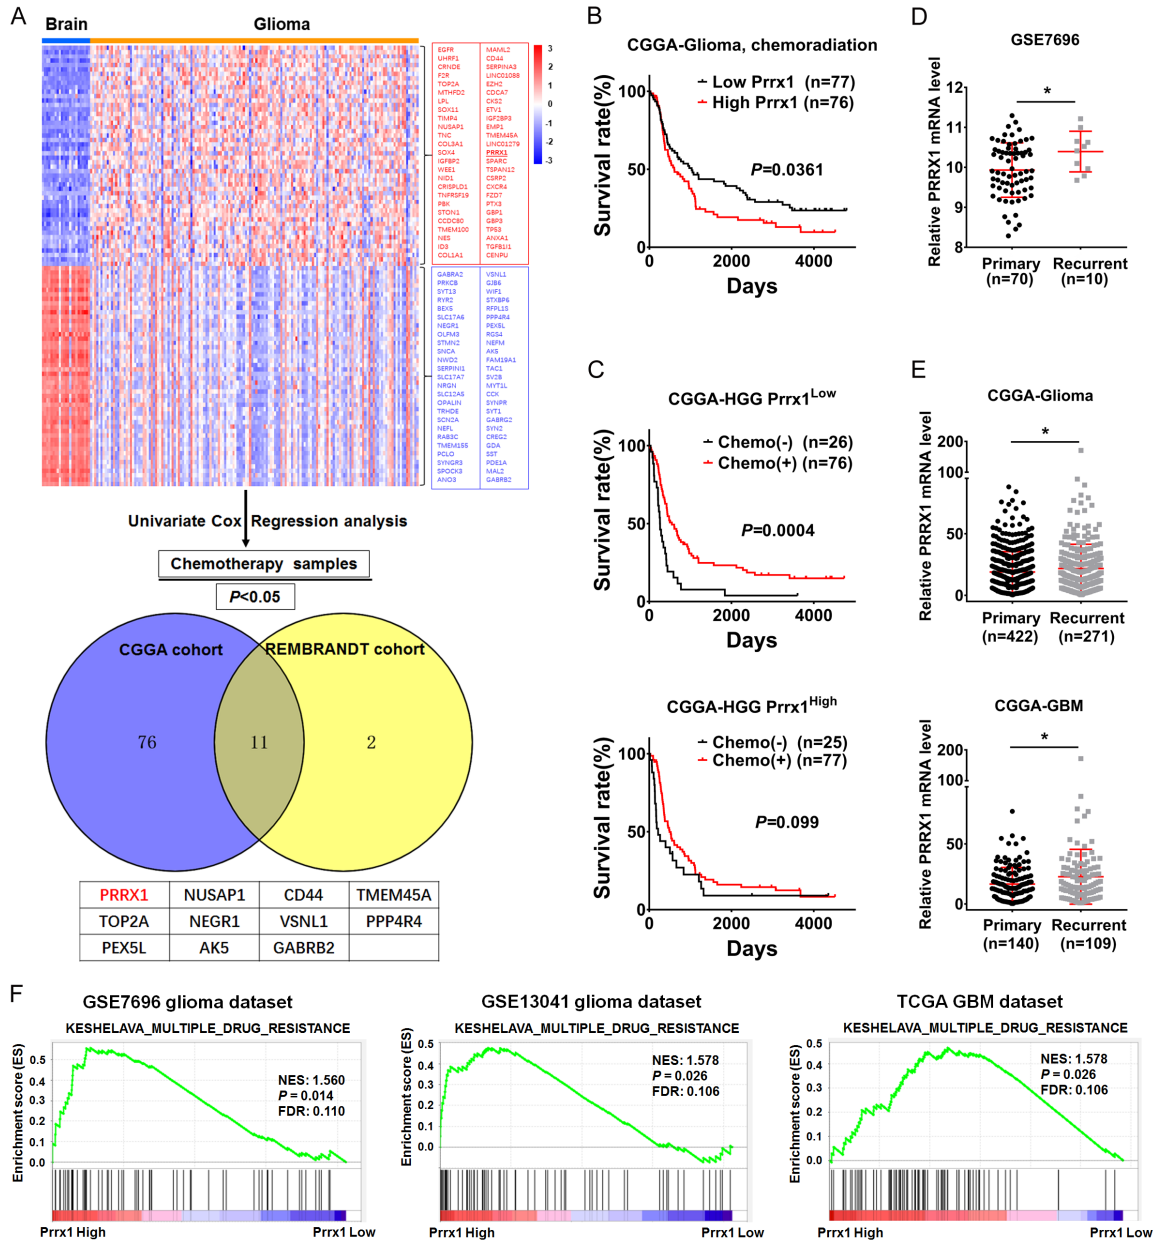 A
Brain Glioma
EGFR MAML2
UHRF1 CD44
CRNDE SERPINA3
F2R LINC01088
TOP2A EZH2
MTHFD2 CDCA7
LPL CKS2
SOX11 ETV1
TIMP4 IGF2BP3
NUSAP1 EMP1
TNC TMEM45A
COL3A1 LINC01279
SOX4 PRRX1
IGFBP2 SPARC
WEE1 TSPAN12
NID1 CSRP2
CRISPLD1 CXCR4
TNFRSF19 FZD7
PBK PTX3
STON1 GBP1
CCDC80 GBP3
TMEM100 TP53
NES ANXA1
ID3 TGFB1I1
COL1A1 CENPU
3
2
1
0
-1
-2
-3
GABRA2 VSNL1
PRKCB GJB6
SYT13 WIF1
RYR2 STXBP6
BEX5 RFPL1S
SLC17A6 PPP4R4
NEGR1 PEX5L
OLFM3 RGS4
STMN2 NEFM
SNCA AK5
NWD2 FAM19A1
SERPINI1 TAC1
SLC17A7 SV2B
NRGN MYT1L
SLC12A5 CCK
OPALIN SYNPR
TRHDE SYT1
SCN2A GABRG2
NEFL SYN2
RAB3C CREG2
TMEM155 GDA
PCLO SST
SYNGR3 PDE1A
SPOCK3 MAL2
ANO3 GABRB2
Univariate Cox Regression analysis
Chemotherapy samples
P<0.05
CGGA cohort REMBRANDT cohort
76 11 2
PRRX1 NUSAP1 CD44 TMEM45A
TOP2A NEGR1 VSNL1 PPP4R4
PEX5L AK5 GABRB2
B
CGGA-Glioma, chemoradiation
Low Prrx1 (n=77)
High Prrx1 (n=76)
P=0.0361
Survival rate(%)
100
50
0
0 2000 4000
Days
C
CGGA-HGG Prrx1Low
Chemo(-) (n=26)
Chemo(+) (n=76)
P=0.0004
Survival rate(%)
100
50
0
0 2000 4000
Days
CGGA-HGG Prrx1High
Chemo(-) (n=25)
Chemo(+) (n=77)
P=0.099
Survival rate(%)
100
50
0
0 2000 4000
Days
D
GSE7696
*
Relative PRRX1 mRNA level
12
11
10
9
8
Primary Recurrent
(n=70) (n=10)
E
CGGA-Glioma
*
Relative PRRX1 mRNA level
200
100
50
0
Primary Recurrent
(n=422) (n=271)
CGGA-GBM
*
Relative PRRX1 mRNA level
200
100
50
0
Primary Recurrent
(n=140) (n=109)
F
GSE7696 glioma dataset
KESHELAVA_MULTIPLE_DRUG_RESISTANCE
Enrichment score (ES)
0.5
0.4
0.3
0.2
0.1
0.0
NES: 1.560
P = 0.014
FDR: 0.110
Prrx1 High Prrx1 Low
GSE13041 glioma dataset
KESHELAVA_MULTIPLE_DRUG_RESISTANCE
Enrichment score (ES)
0.5
0.4
0.3
0.2
0.1
0.0
NES: 1.578
P = 0.026
FDR: 0.106
Prrx1 High Prrx1 Low
TCGA GBM dataset
KESHELAVA_MULTIPLE_DRUG_RESISTANCE
Enrichment score (ES)
0.5
0.4
0.3
0.2
0.1
0.0
NES: 1.578
P = 0.026
FDR: 0.106
Prrx1 High Prrx1 Low